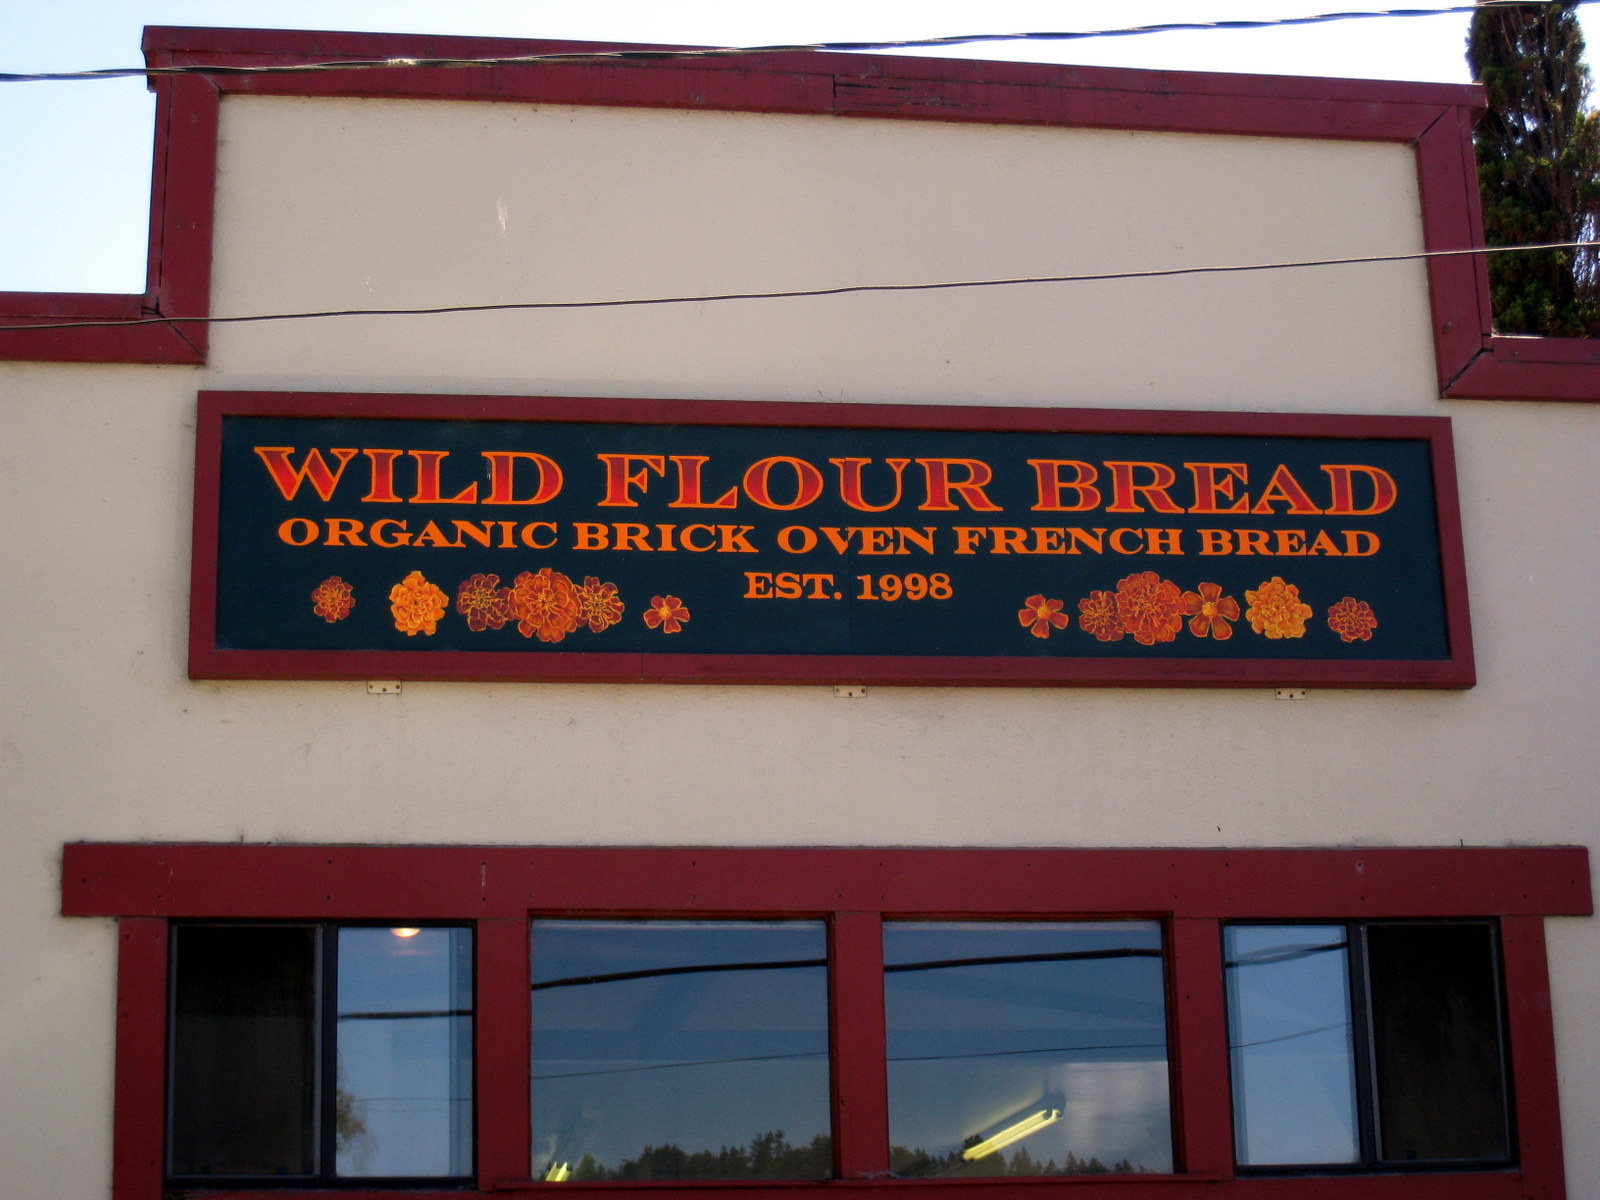 WILD FLOUR BREAD
ORGANIC BRICK OVEN FRENCH BREAD
EST. 1998